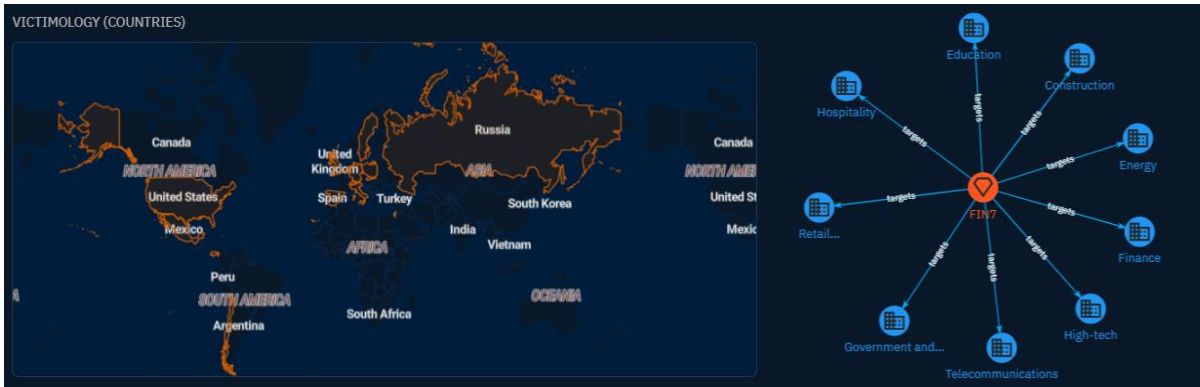 VICTIMOLOGY (COUNTRIES)
Canada
NORTH AMERICA
United States
Mexico
Peru
SOUTH AMERICA
Argentina
United
Kingdom
Spain
Turkey
AFRICA
South Africa
Russia
ASIA
South Korea
India
Vietnam
OCEANIA
Canada
NORTH AMERI
United St
Mexic
A
Education
Construction
Hospitality
Energy
Retail...
FIN7
Finance
Government and...
High-tech
Telecommunications
targets
targets
targets
targets
targets
targets
targets
targets
targets